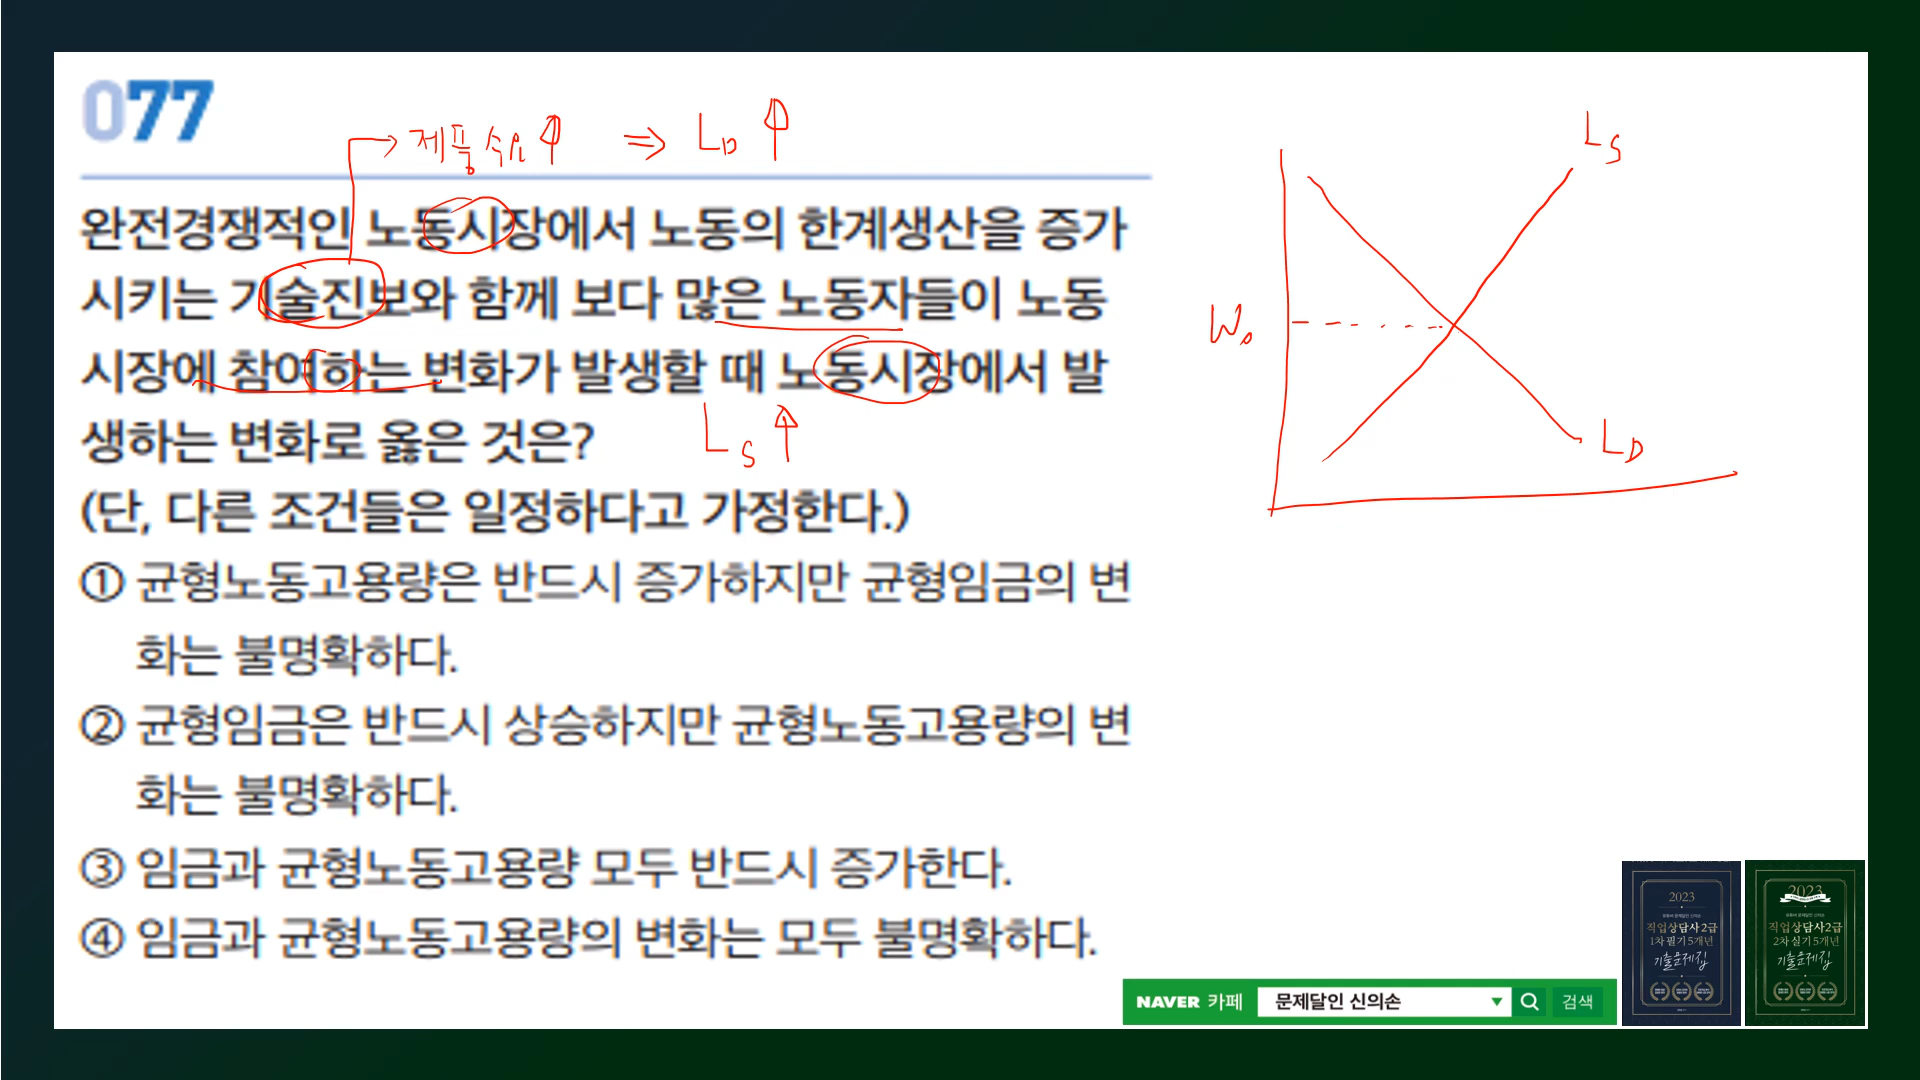 077
제품수요↑ ⇒ LD↑
완전경쟁적인 노동시장에서 노동의 한계생산을 증가
시키는 기술진보와 함께 보다 많은 노동자들이 노동
시장에 참여하는 변화가 발생할 때 노동시장에서 발
생하는 변화로 옳은 것은?
LS↑
(단, 다른 조건들은 일정하다고 가정한다.)
① 균형노동고용량은 반드시 증가하지만 균형임금의 변
화는 불명확하다.
② 균형임금은 반드시 상승하지만 균형노동고용량의 변
화는 불명확하다.
③ 임금과 균형노동고용량 모두 반드시 증가한다.
④ 임금과 균형노동고용량의 변화는 모두 불명확하다.
LS
W0
LD
NAVER 카페 문제달인 신의손 검색
2023
직업상담사 2급
1차 필기 5개년
기출문제집
2023
직업상담사 2급
2차 실기 5개년
기출문제집